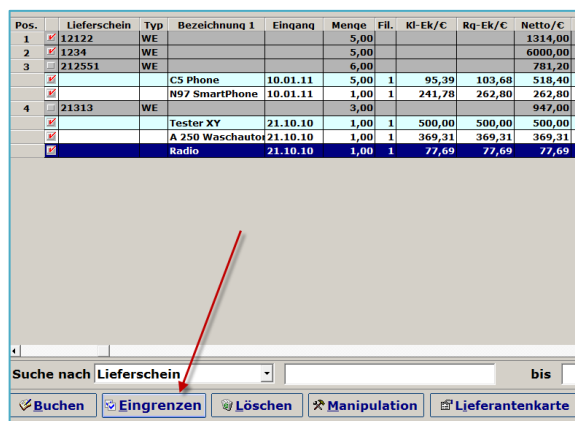 Pos. Lieferschein Typ Bezeichnung 1 Eingang Menge Fil. Kl-Ek/€ Rg-Ek/€ Netto/€
1 12122 WE 5,00 1314,00
2 1234 WE 5,00 6000,00
3 212551 WE 6,00 781,20
C5 Phone 10.01.11 5,00 1 95,39 103,68 518,40
N97 SmartPhone 10.01.11 1,00 1 241,78 262,80 262,80
4 21313 WE 3,00 947,00
Tester XY 21.10.10 1,00 1 500,00 500,00 500,00
A 250 Waschautor 21.10.10 1,00 1 369,31 369,31 369,31
Radio 21.10.10 1,00 1 77,69 77,69 77,69
Suche nach Lieferschein bis
Buchen Eingrenzen Löschen Manipulation Lieferantenkarte